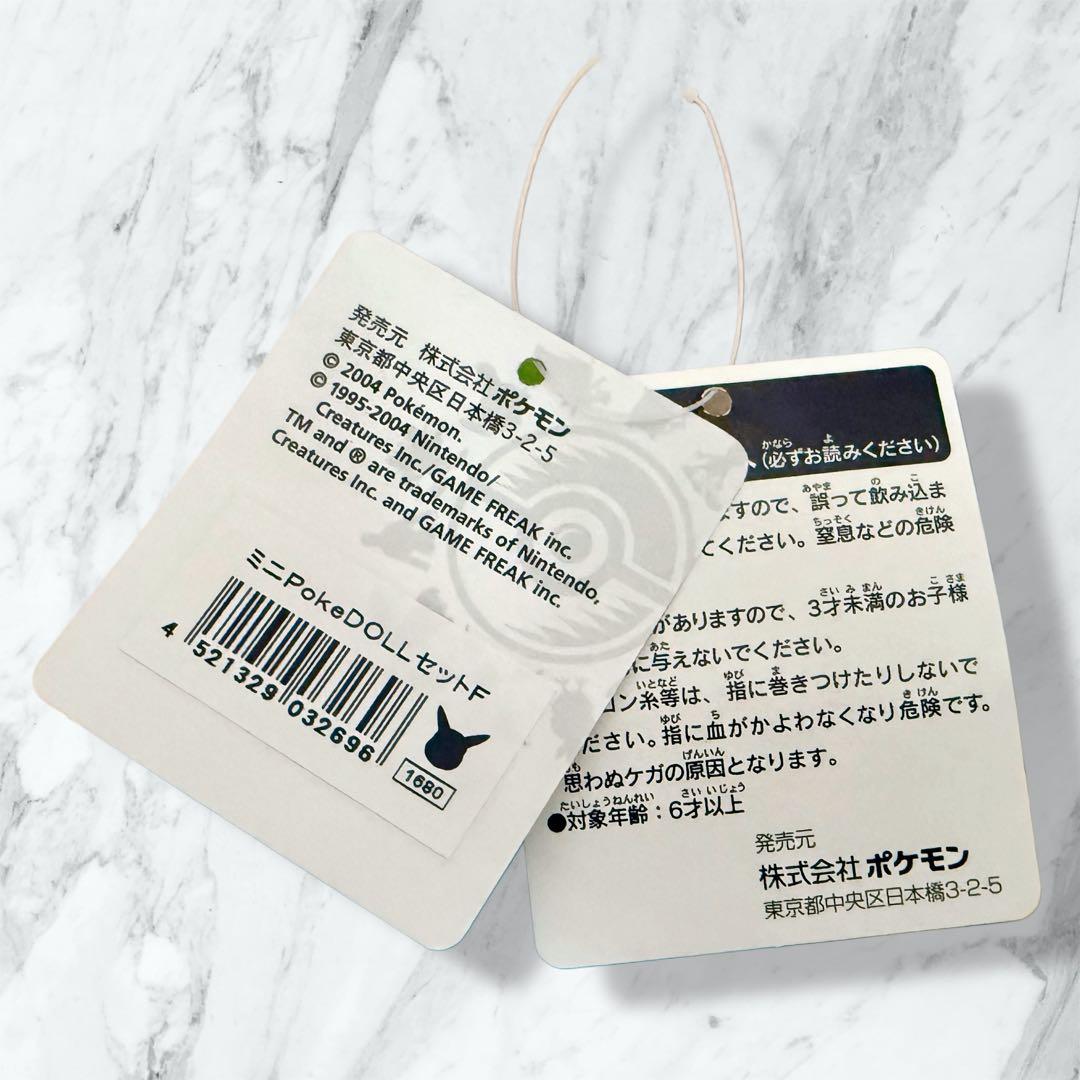 発売元 株式会社ポケモン
東京都中央区日本橋3-2-5
© 2004 Pokémon.
© 1995-2004 Nintendo/
Creatures Inc./GAME FREAK inc.
TM and ® are trademarks of Nintendo,
Creatures Inc. and GAME FREAK inc.
ミニPokeDOLLセットF
4 521329 032696
1680
(必ずお読みください)
ますので、誤って飲み込ま
てください。窒息などの危険
がありますので、3才未満のお子様
に与えないでください。
ロン糸等は、指に巻きつけたりしないで
ださい。指に血がかよわなくなり危険です。
思わぬケガの原因となります。
●対象年齢:6才以上
発売元
株式会社ポケモン
東京都中央区日本橋3-2-5